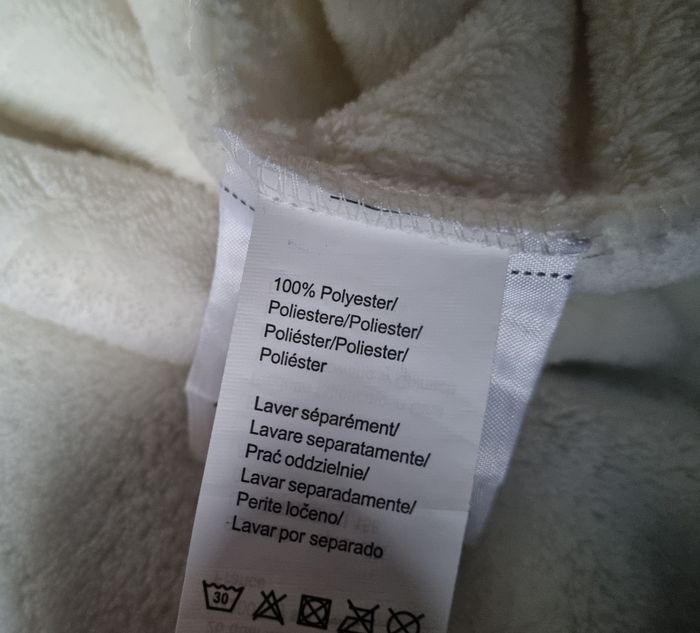 100% Polyester/
Poliestere/Poliester/
Poliéster/Poliester/
Poliéster
Laver séparément/
Lavare separatamente/
Prać oddzielnie/
Lavar separadamente/
Perite ločeno/
Lavar por separado
30